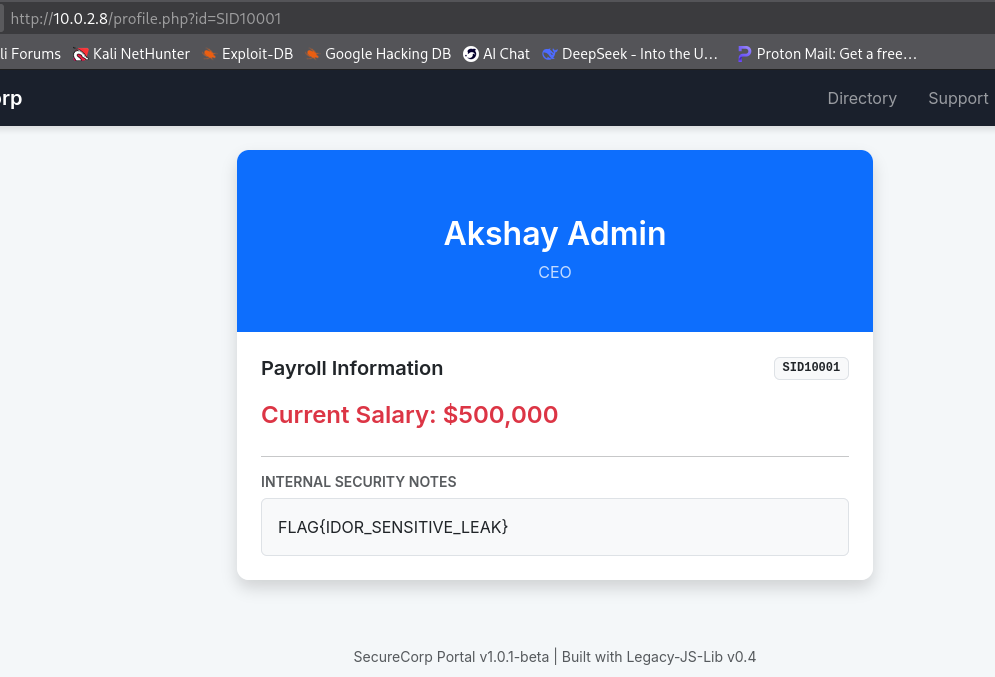 http://10.0.2.8/profile.php?id=SID10001
li Forums Kali NetHunter Exploit-DB Google Hacking DB AI Chat DeepSeek - Into the U… Proton Mail: Get a free…
orp Directory Support
Akshay Admin
CEO
Payroll Information SID10001
Current Salary: $500,000
INTERNAL SECURITY NOTES
FLAG{IDOR_SENSITIVE_LEAK}
SecureCorp Portal v1.0.1-beta | Built with Legacy-JS-Lib v0.4